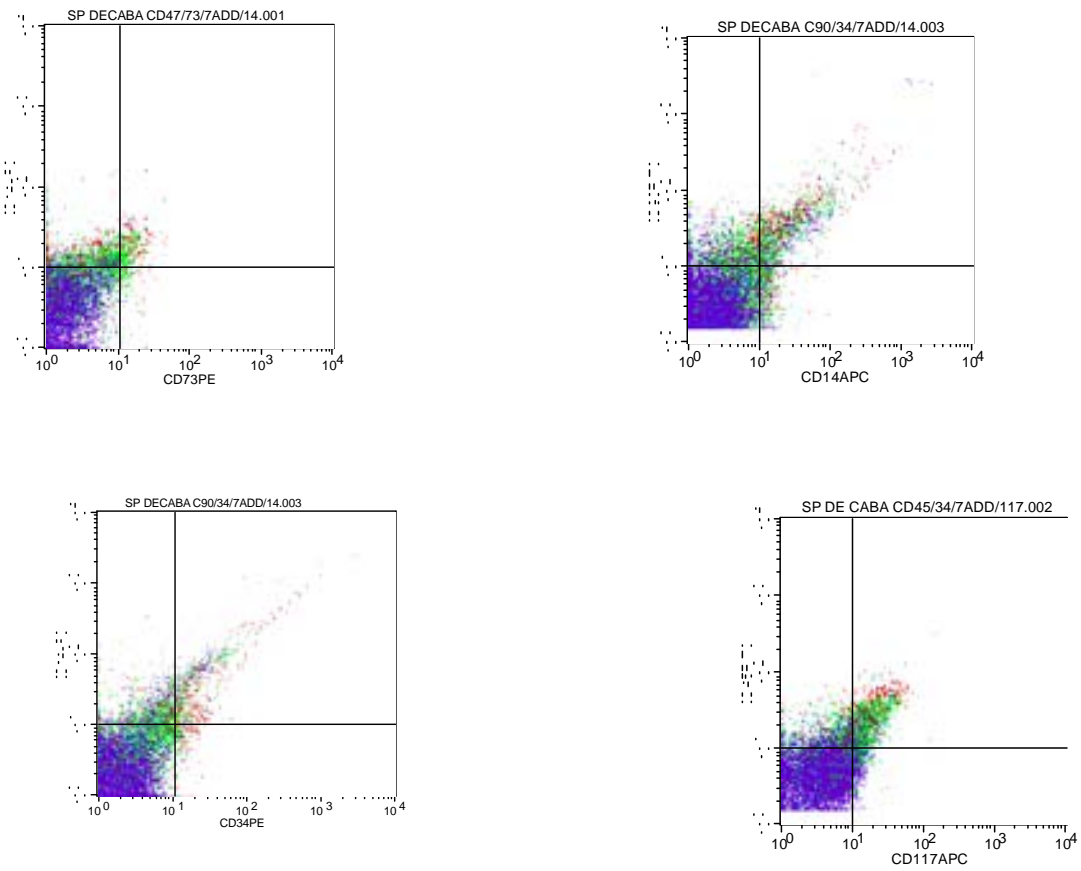 SP DECABA CD47/73/7ADD/14.001
10^0 10^1 10^2 10^3 10^4
CD73PE
SP DECABA C90/34/7ADD/14.003
10^0 10^1 10^2 10^3 10^4
CD14APC
SP DECABA C90/34/7ADD/14.003
10^0 10^1 10^2 10^3 10^4
CD34PE
SP DE CABA CD45/34/7ADD/117.002
10^0 10^1 10^2 10^3 10^4
CD117APC